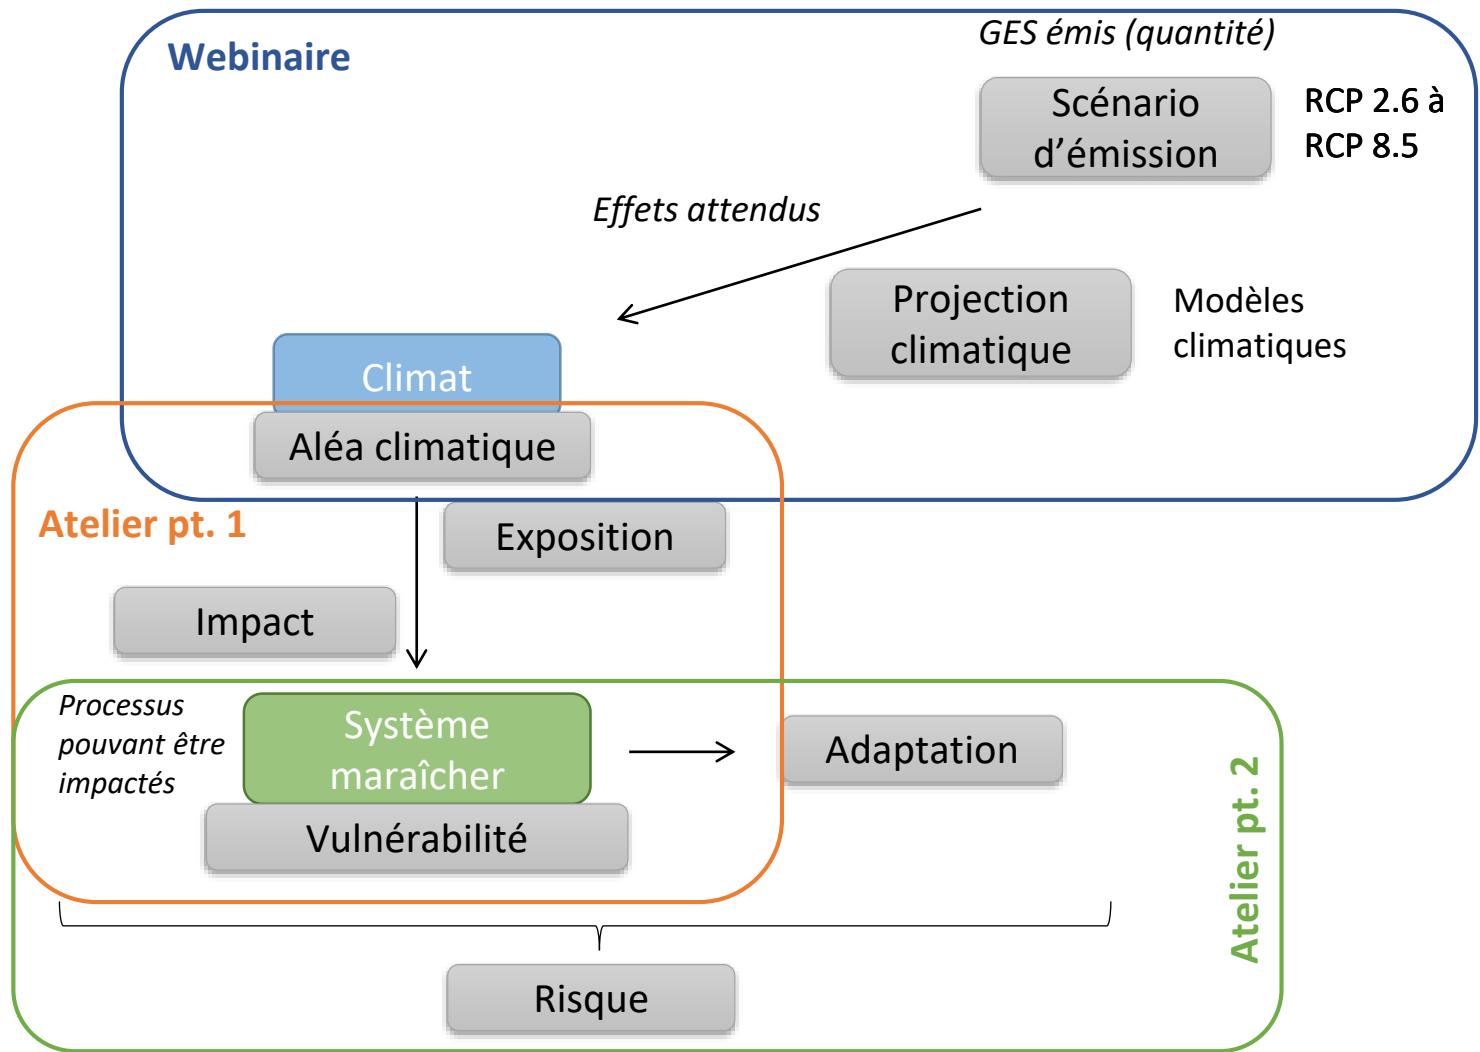 GES émis (quantité)
Webinaire
Scénario
d’émission
RCP 2.6 à
RCP 8.5
Effets attendus
Projection
climatique
Modèles
climatiques
Climat
Aléa climatique
Atelier pt. 1
Exposition
Impact
Processus
pouvant être
impactés
Système
maraîcher
Adaptation
Vulnérabilité
Atelier pt. 2
Risque